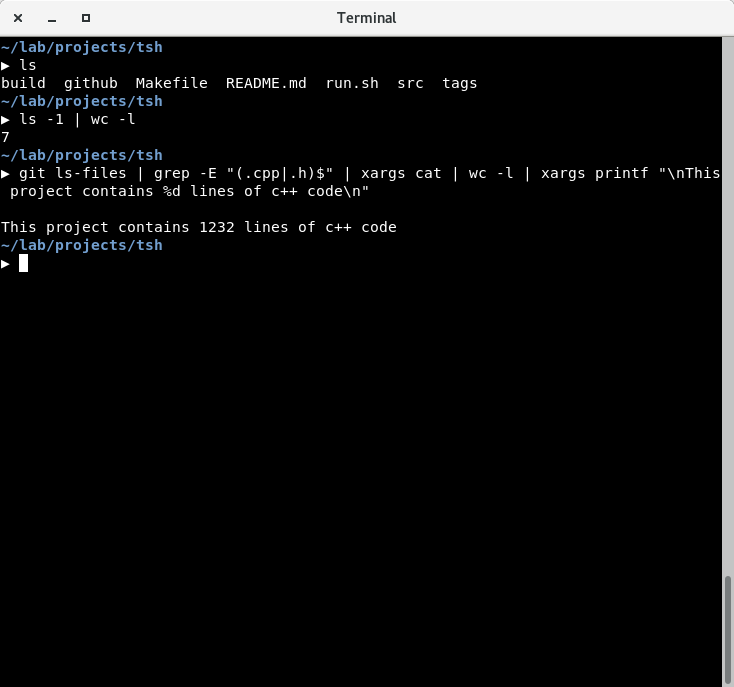 Terminal
~/lab/projects/tsh
▶ ls
build  github  Makefile  README.md  run.sh  src  tags
~/lab/projects/tsh
▶ ls -1 | wc -l
7
~/lab/projects/tsh
▶ git ls-files | grep -E "(.cpp|.h)$" | xargs cat | wc -l | xargs printf "\nThis
 project contains %d lines of c++ code\n"

This project contains 1232 lines of c++ code
~/lab/projects/tsh
▶